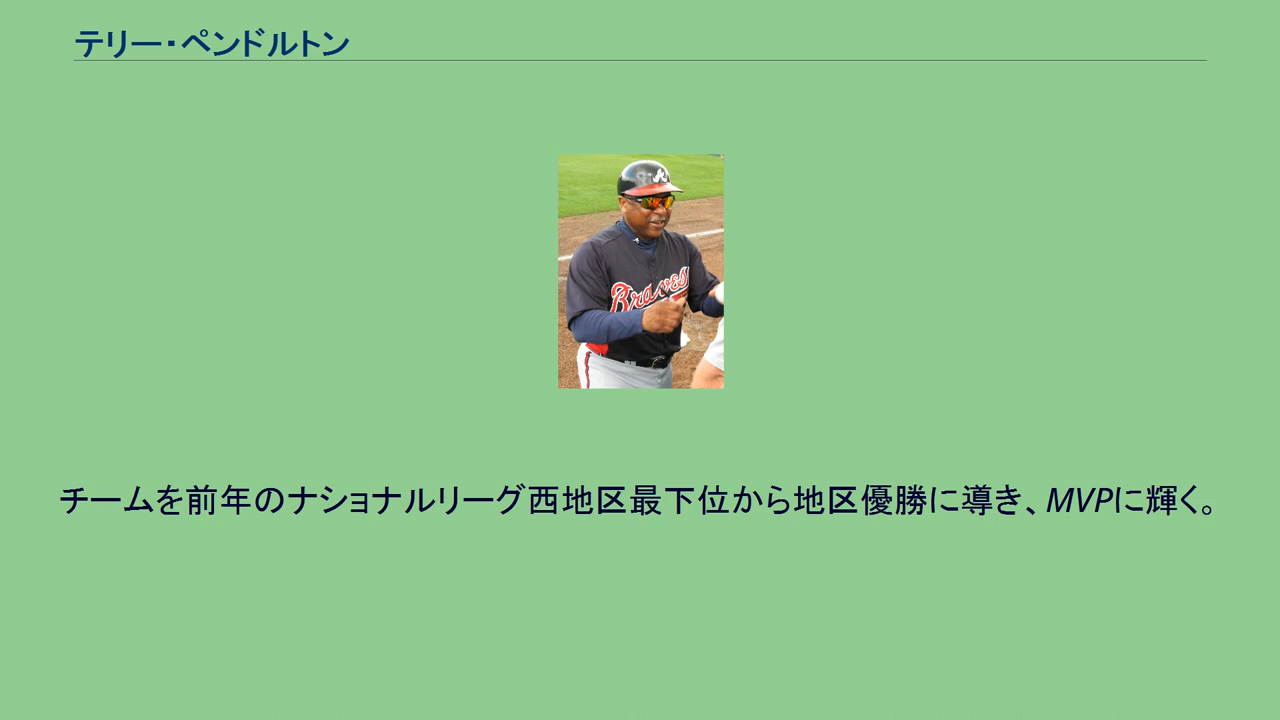 テリー・ペンドルトン
A
Braves
チームを前年のナショナルリーグ西地区最下位から地区優勝に導き、MVPに輝く。